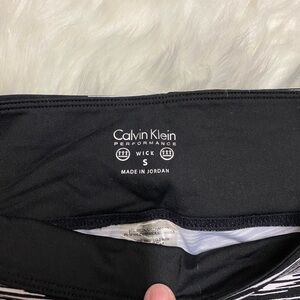 Calvin Klein
PERFORMANCE
WICK
S
MADE IN JORDAN